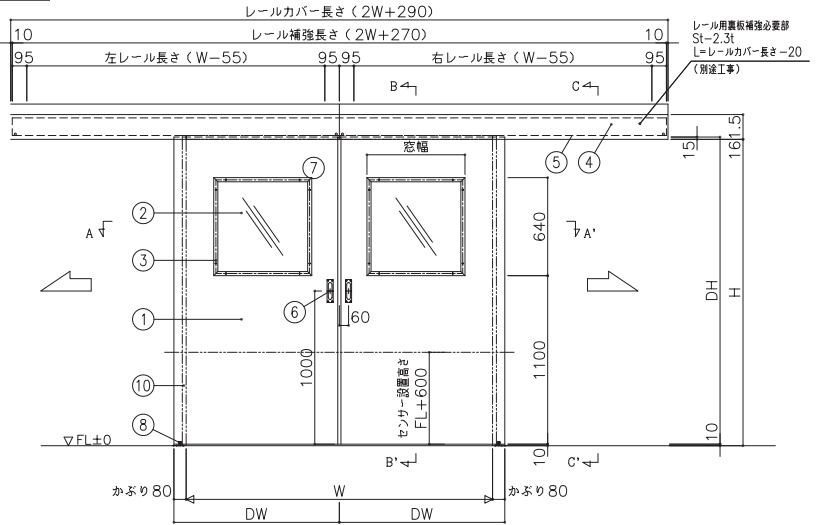 レールカバー長さ（2W+290）
10
レール補強長さ（2W+270）
10
レール用裏板補強必要部
St-2.3t
L=レールカバー長さ-20
（別途工事）
95
左レール長さ（W-55）
95
95
右レール長さ（W-55）
95
B
C
161.5
15
窓幅
⑤
④
⑦
②
③
A
A'
640
⑥
60
①
1000
センサー設置高さ
FL+600
1100
DH
H
⑩
⑧
▽FL±0
10
10
B'
C'
かぶり80
W
かぶり80
DW
DW